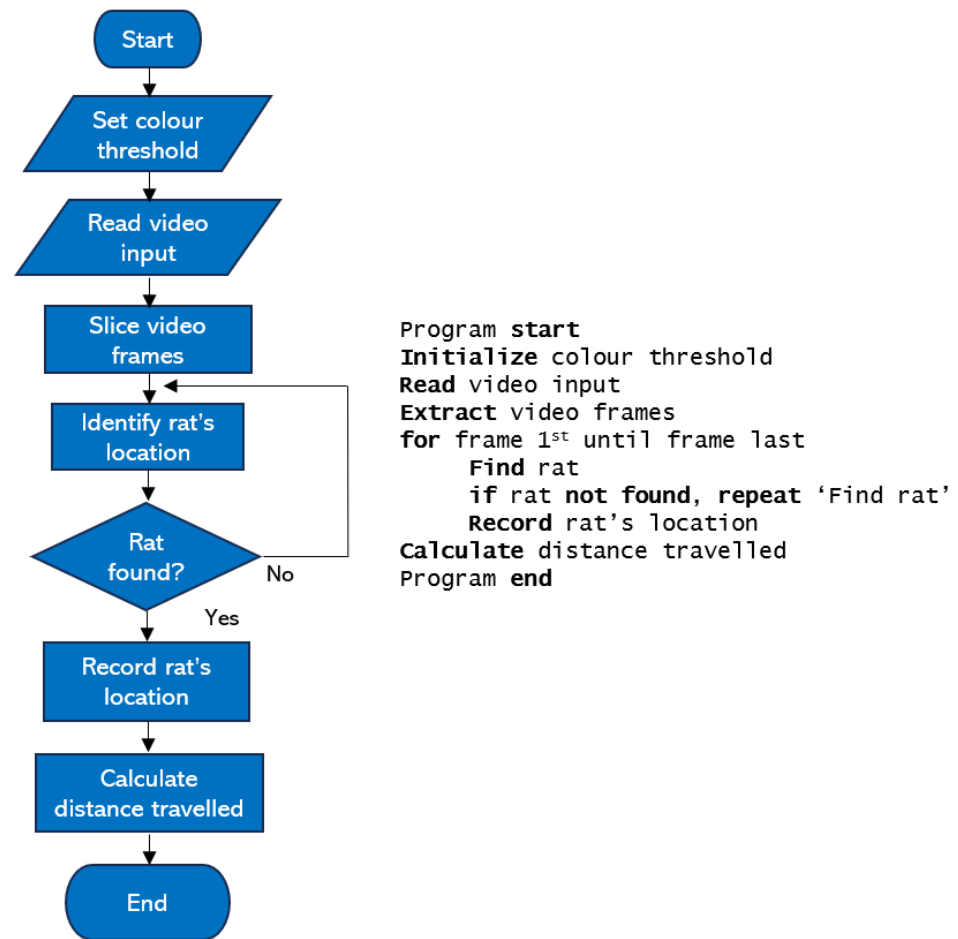 Start
Set colour
threshold
Read video
input
Slice video
frames
Identify rat's
location
Rat
found?
No
Yes
Record rat's
location
Calculate
distance travelled
End
Program start
Initialize colour threshold
Read video input
Extract video frames
for frame 1st until frame last
Find rat
if rat not found, repeat ‘Find rat’
Record rat's location
Calculate distance travelled
Program end